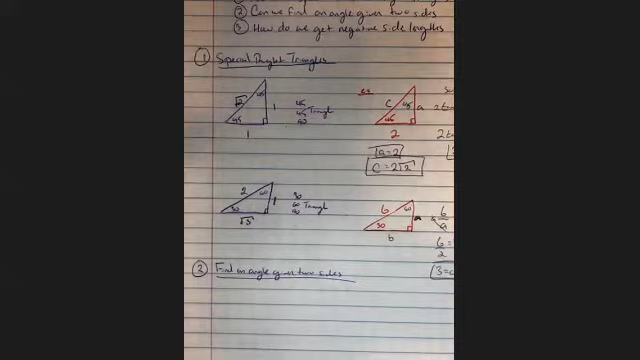 ② Can we find an angle given two sides
③ How do we get negative side lengths
① Special Right Triangles
√2
45
1
45
1
45
45
90
Triangle
ex
c
45
a
45
2
a=2
c=2√2
2
60
1
30
√3
30
60
90
Triangle
6
60
a
30
b
6
a
6
2
=
3=
② Find an angle given two sides